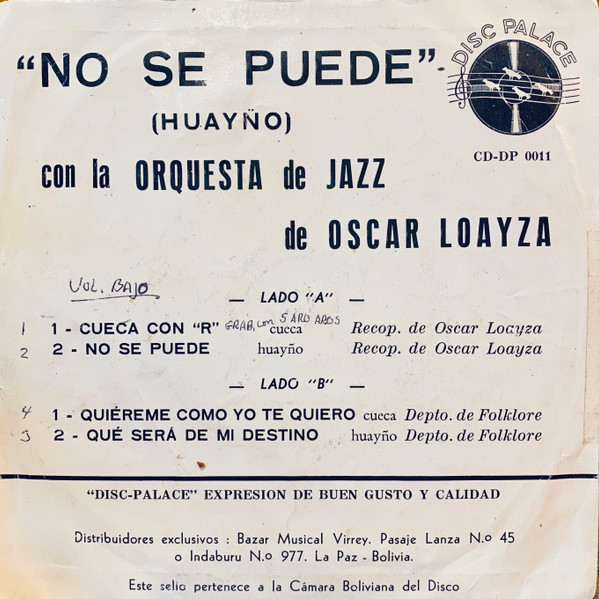 "NO SE PUEDE"
DISC PALACE
(HUAYÑO)
CD-DP 0011
con la ORQUESTA de JAZZ
de OSCAR LOAYZA
VOL. BAJO
— LADO "A" —
1 1 - CUECA CON "R" GRAB. con cueca Recop. de Oscar Loayza
2 2 - NO SE PUEDE huayño Recop. de Oscar Loayza
— LADO "B" —
4 1 - QUIÉREME COMO YO TE QUIERO cueca Depto. de Folklore
3 2 - QUÉ SERÁ DE MI DESTINO huayño Depto. de Folklore
"DISC-PALACE" EXPRESION DE BUEN GUSTO Y CALIDAD
Distribuidores exclusivos : Bazar Musical Virrey. Pasaje Lanza N.o 45
o Indaburu N.o 977. La Paz - Bolivia.
Este sello pertenece a la Cámara Boliviana del Disco